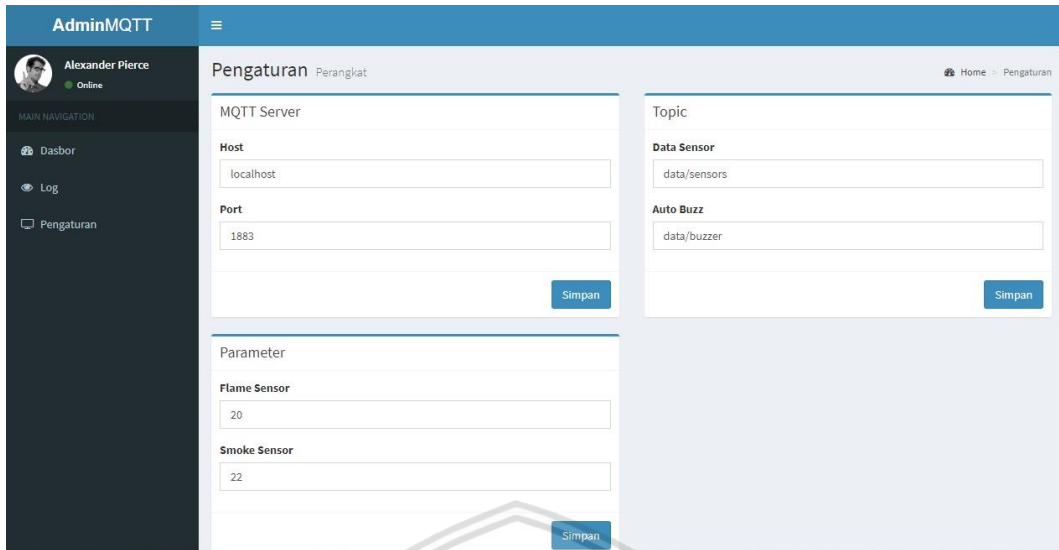 AdminMQTT
Alexander Pierce
Online
MAIN NAVIGATION
Dasbor
Log
Pengaturan
Pengaturan Perangkat
Home > Pengaturan
MQTT Server
Host
localhost
Port
1883
Simpan
Topic
Data Sensor
data/sensors
Auto Buzz
data/buzzer
Simpan
Parameter
Flame Sensor
20
Smoke Sensor
22
Simpan